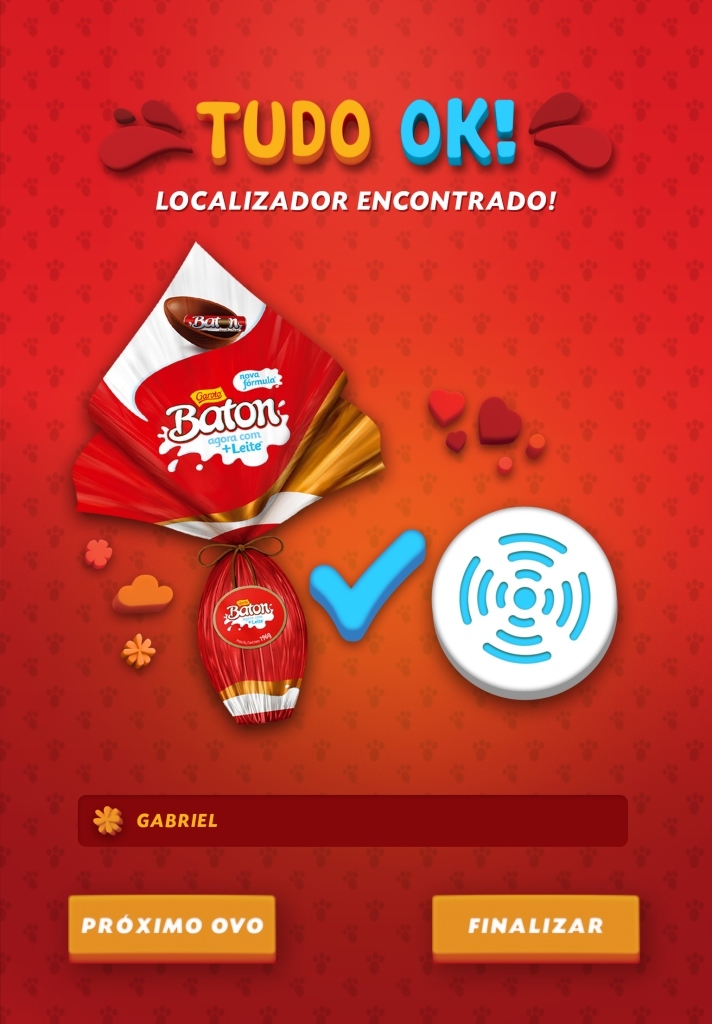 TUDO OK!
LOCALIZADOR ENCONTRADO!
Baton
nova
fórmula
Garoto
Baton
agora com
+Leite
Baton
GABRIEL
PRÓXIMO OVO
FINALIZAR